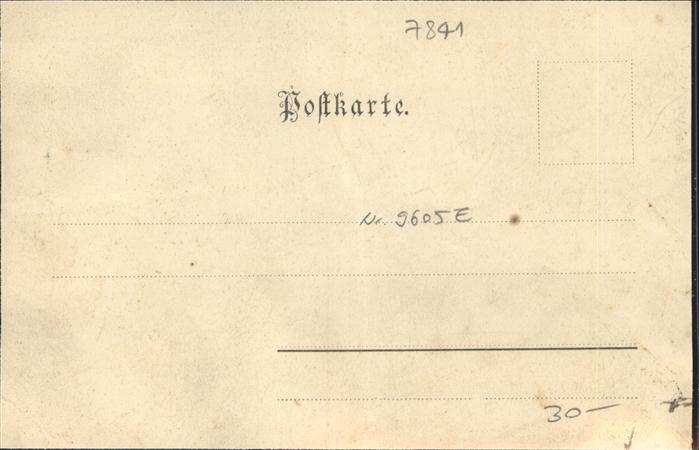 7841
Postkarte.
Nr. 9605 E
30 –